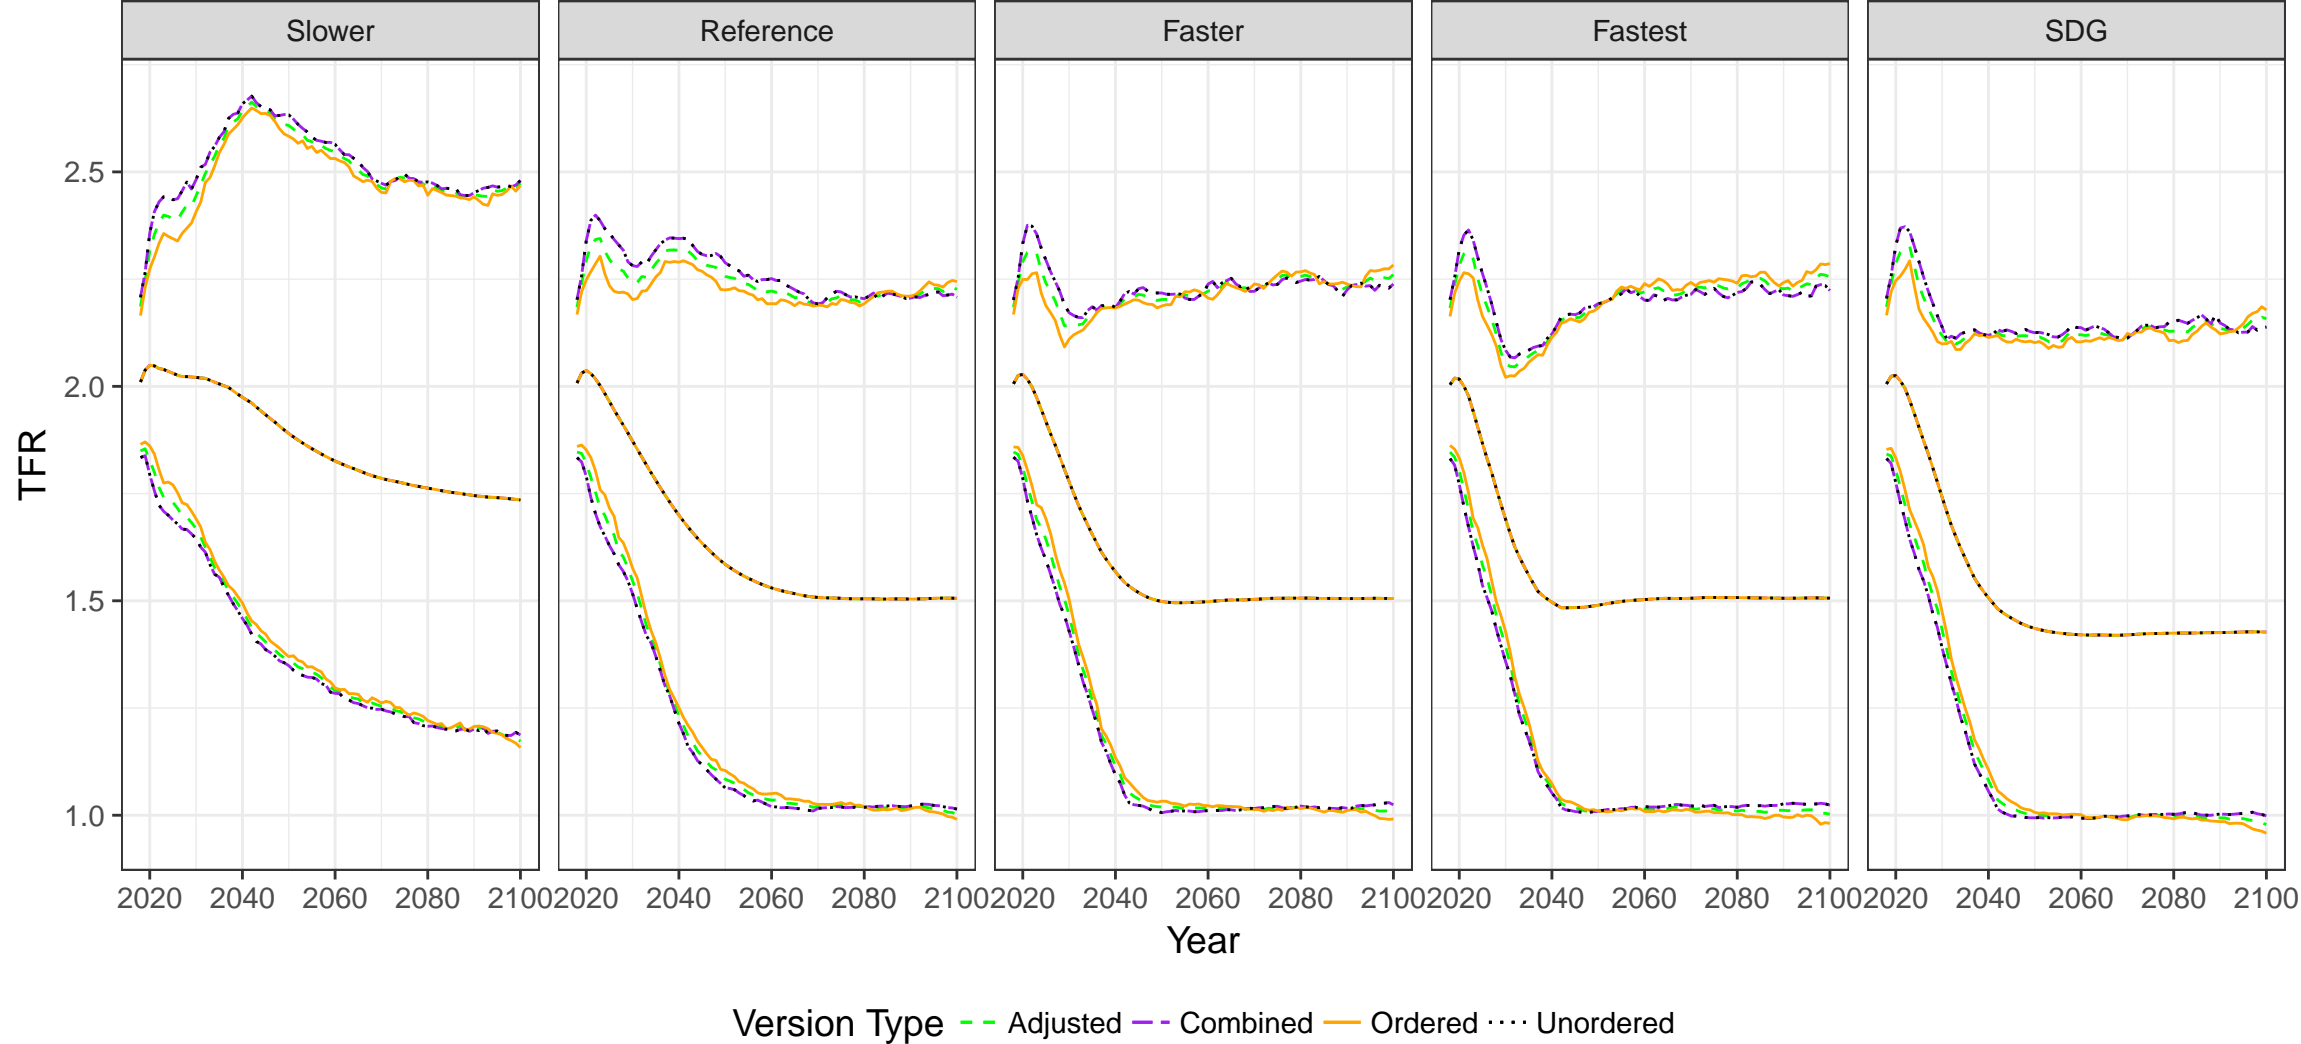 Slower Reference Faster Fastest SDG
2.5
2.0
1.5
1.0
TFR
2020 2040 2060 2080 2100 2020 2040 2060 2080 2100 2020 2040 2060 2080 2100 2020 2040 2060 2080 2100 2020 2040 2060 2080 2100
Year
Version Type Adjusted Combined Ordered Unordered